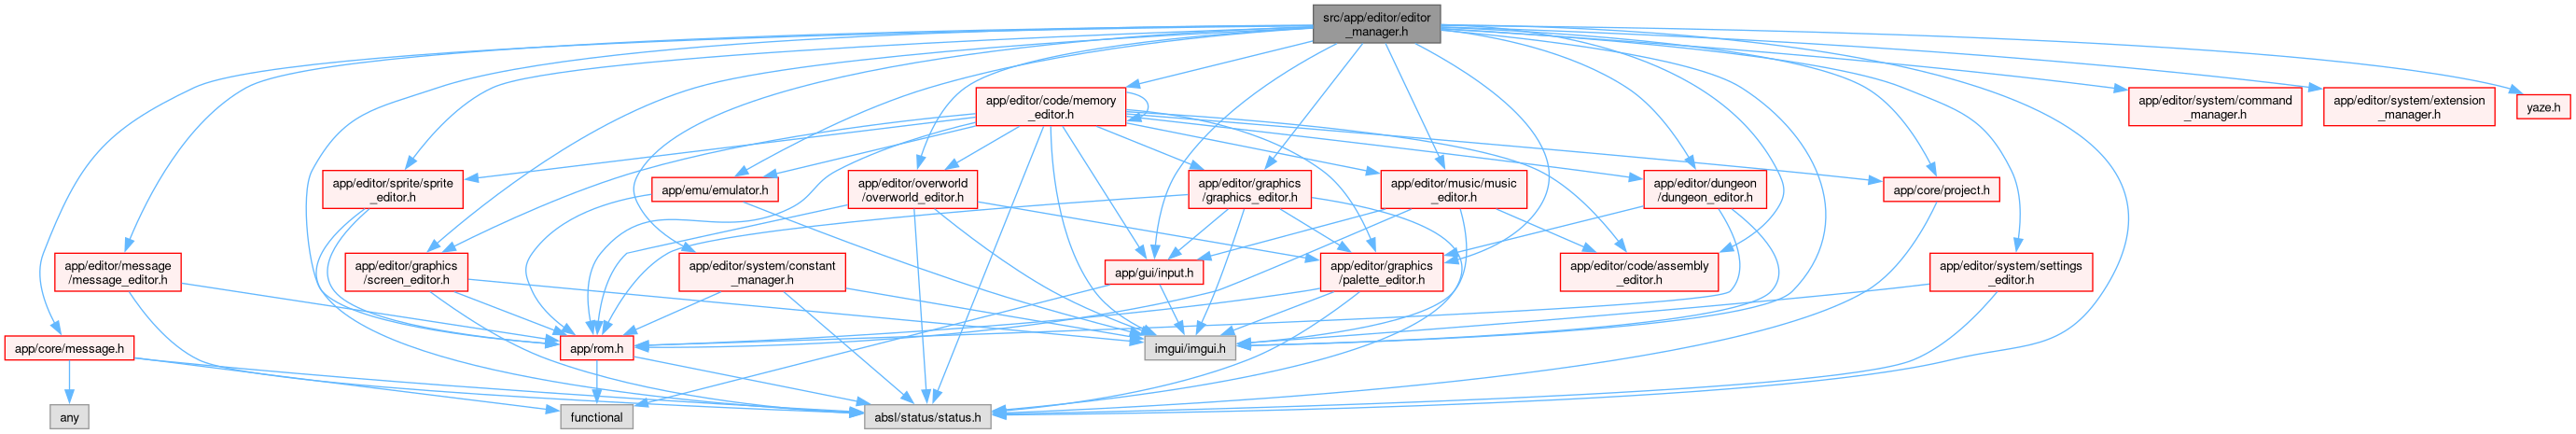 src/app/editor/editor
_manager.h
app/editor/code/memory
_editor.h
app/editor/system/command
_manager.h
app/editor/system/extension
_manager.h
yaze.h
app/editor/sprite/sprite
_editor.h
app/emu/emulator.h
app/editor/overworld
/overworld_editor.h
app/editor/graphics
/graphics_editor.h
app/editor/music/music
_editor.h
app/editor/dungeon
/dungeon_editor.h
app/core/project.h
app/editor/message
/message_editor.h
app/editor/graphics
/screen_editor.h
app/editor/system/constant
_manager.h
app/gui/input.h
app/editor/graphics
/palette_editor.h
app/editor/code/assembly
_editor.h
app/editor/system/settings
_editor.h
app/core/message.h
app/rom.h
imgui/imgui.h
any
functional
absl/status/status.h